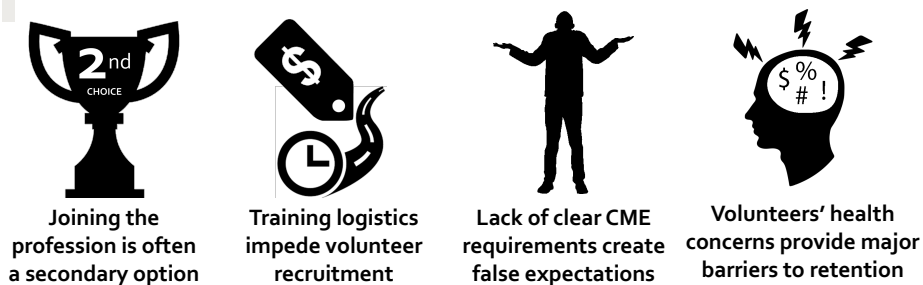 2nd
CHOICE
Joining the
profession is often
a secondary option
$
Training logistics
impede volunteer
recruitment
Lack of clear CME
requirements create
false expectations
$ % # !
Volunteers' health
concerns provide major
barriers to retention